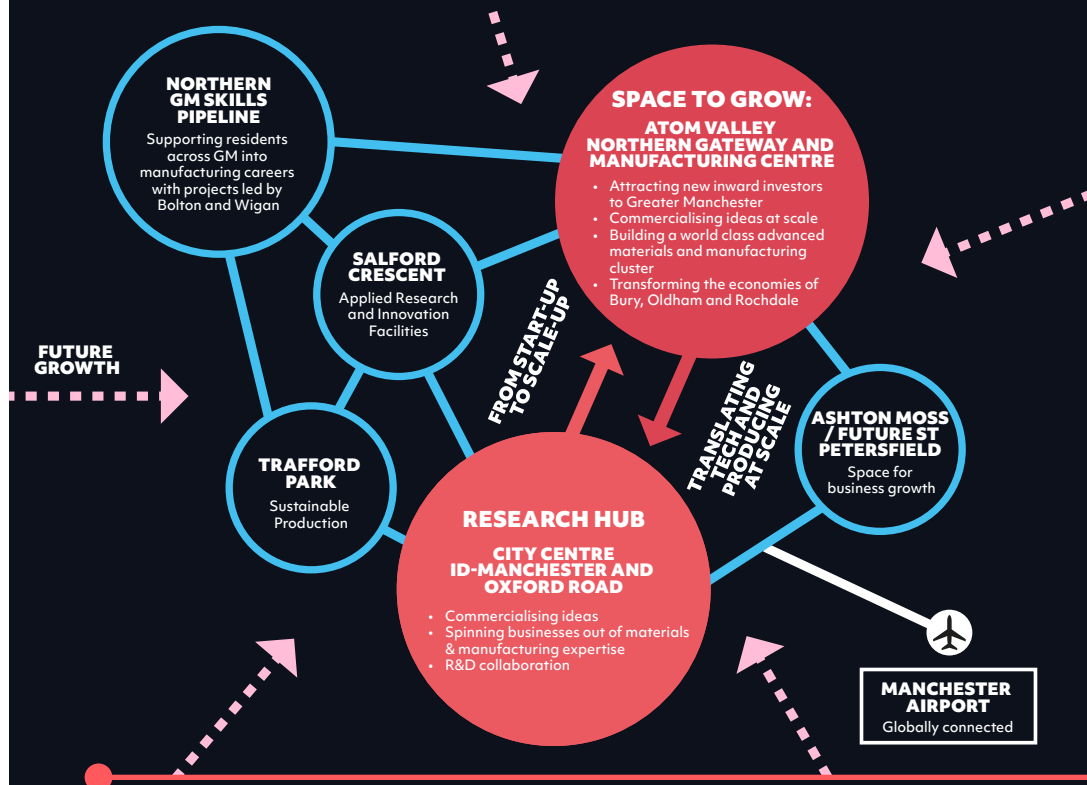 NORTHERN
GM SKILLS
PIPELINE
Supporting residents
across GM into
manufacturing careers
with projects led by
Bolton and Wigan
SPACE TO GROW:
ATOM VALLEY
NORTHERN GATEWAY AND
MANUFACTURING CENTRE
• Attracting new inward investors
to Greater Manchester
• Commercialising ideas at scale
• Building a world class advanced
materials and manufacturing
cluster
• Transforming the economies of
Bury, Oldham and Rochdale
SALFORD
CRESCENT
Applied Research
and Innovation
Facilities
FROM START-UP
TO SCALE-UP
FUTURE
GROWTH
TRANSLATING
TECH AND
PRODUCING
AT SCALE
ASHTON MOSS
/ FUTURE ST
PETERSFIELD
Space for
business growth
TRAFFORD
PARK
Sustainable
Production
RESEARCH HUB
CITY CENTRE
ID-MANCHESTER AND
OXFORD ROAD
• Commercialising ideas
• Spinning businesses out of materials
& manufacturing expertise
• R&D collaboration
MANCHESTER
AIRPORT
Globally connected